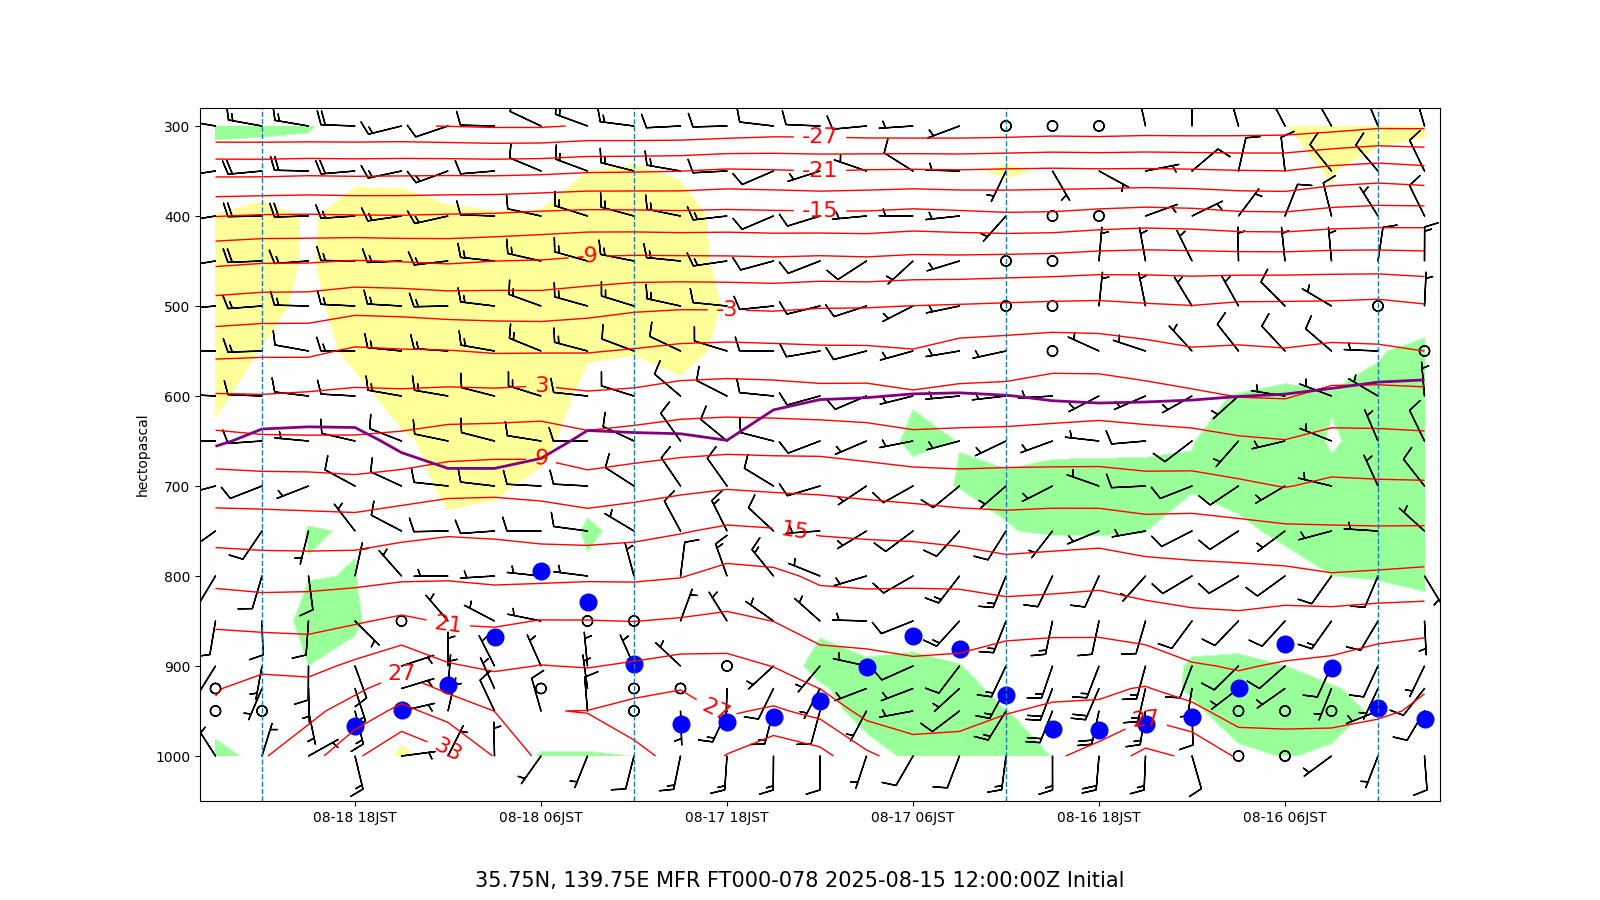 300
400
500
600
700
800
900
1000
hectopascal
-27
-21
-15
-9
-3
3
9
15
21
27
27
27
33
08-18 18JST
08-18 06JST
08-17 18JST
08-17 06JST
08-16 18JST
08-16 06JST
35.75N, 139.75E MFR FT000-078 2025-08-15 12:00:00Z Initial